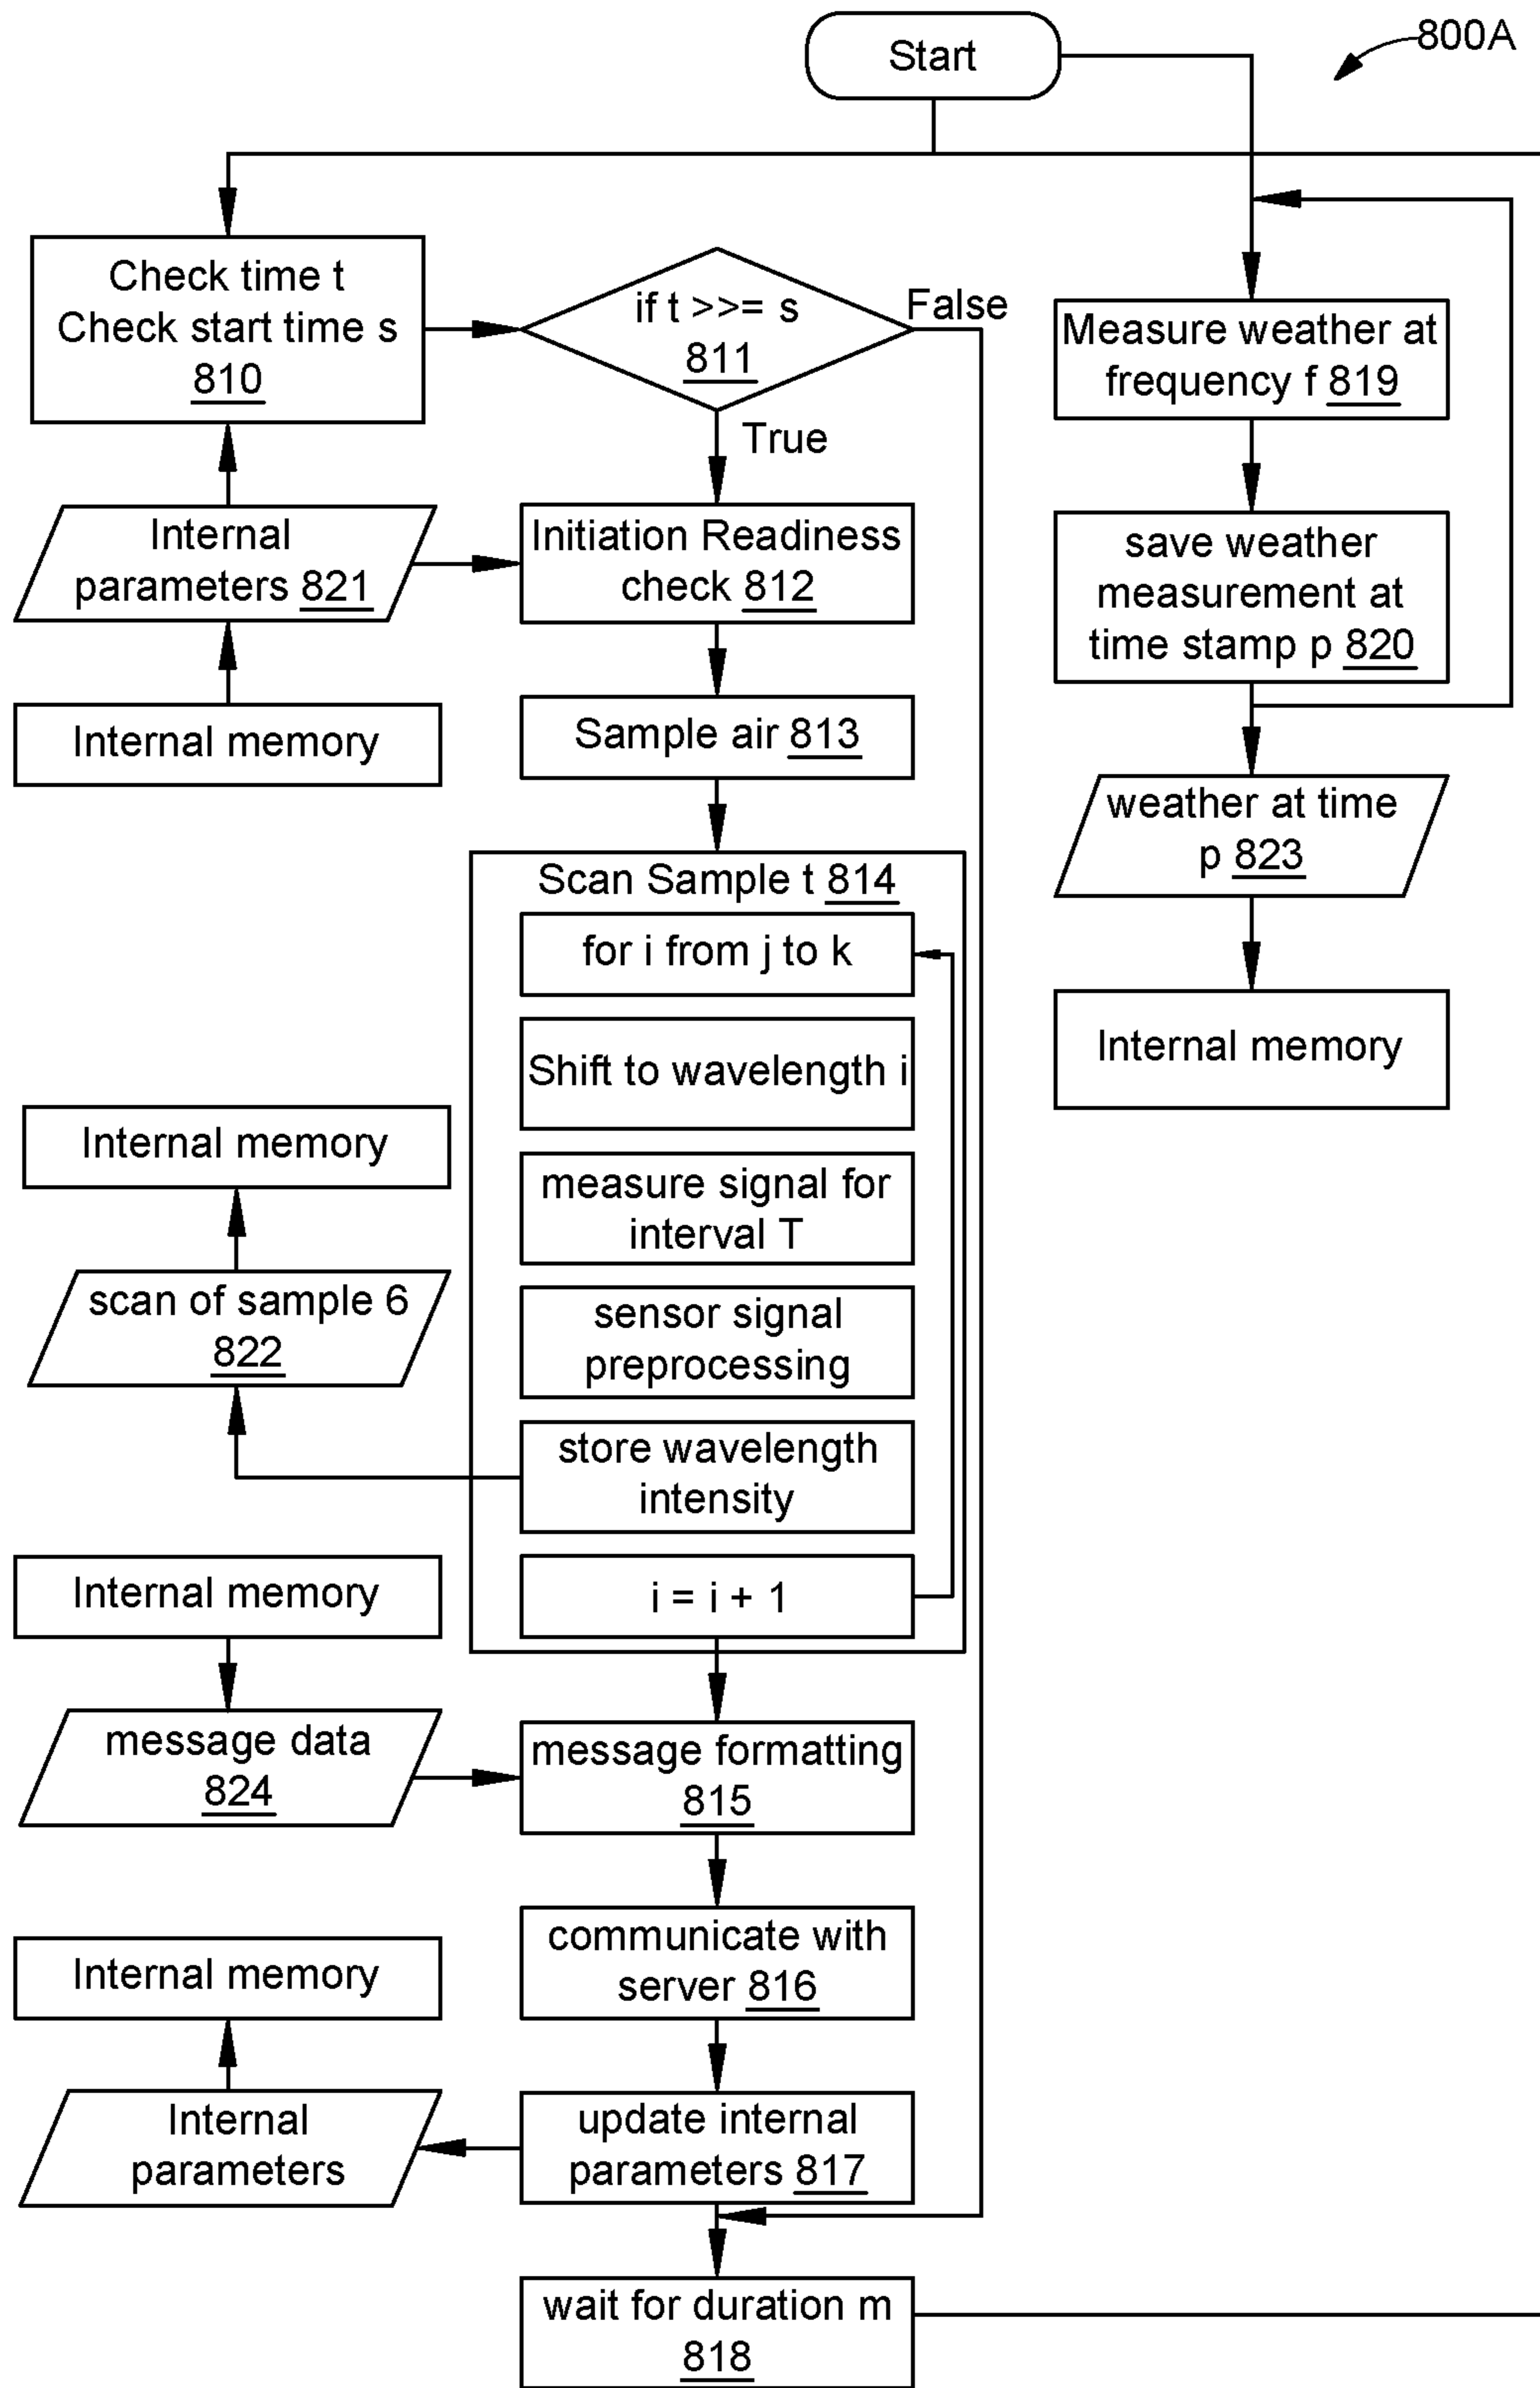 Start
800A
Check time t
Check start time s
810
if t >>= s
811
False
True
Measure weather at
frequency f 819
Internal
parameters 821
Initiation Readiness
check 812
save weather
measurement at
time stamp p 820
Internal memory
Sample air 813
weather at time
p 823
Scan Sample t 814
for i from j to k
Internal memory
Shift to wavelength i
Internal memory
measure signal for
interval T
scan of sample 6
822
sensor signal
preprocessing
store wavelength
intensity
Internal memory
i = i + 1
message data
824
message formatting
815
communicate with
server 816
Internal memory
Internal
parameters
update internal
parameters 817
wait for duration m
818